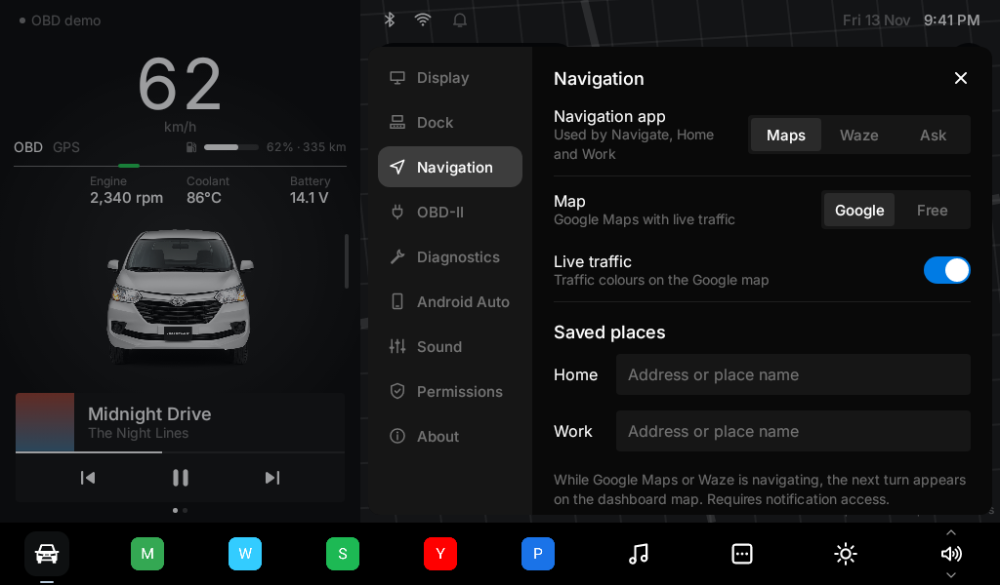 OBD demo
62
km/h
OBD GPS
62% · 335 km
Engine
2,340 rpm
Coolant
86°C
Battery
14.1 V
Midnight Drive
The Night Lines
Fri 13 Nov 9:41 PM
Display
Dock
Navigation
OBD-II
Diagnostics
Android Auto
Sound
Permissions
About
Navigation
Navigation app
Used by Navigate, Home
and Work
Maps Waze Ask
Map
Google Maps with live traffic
Google Free
Live traffic
Traffic colours on the Google map
Saved places
Home Address or place name
Work Address or place name
While Google Maps or Waze is navigating, the next turn appears
on the dashboard map. Requires notification access.
M W S Y P